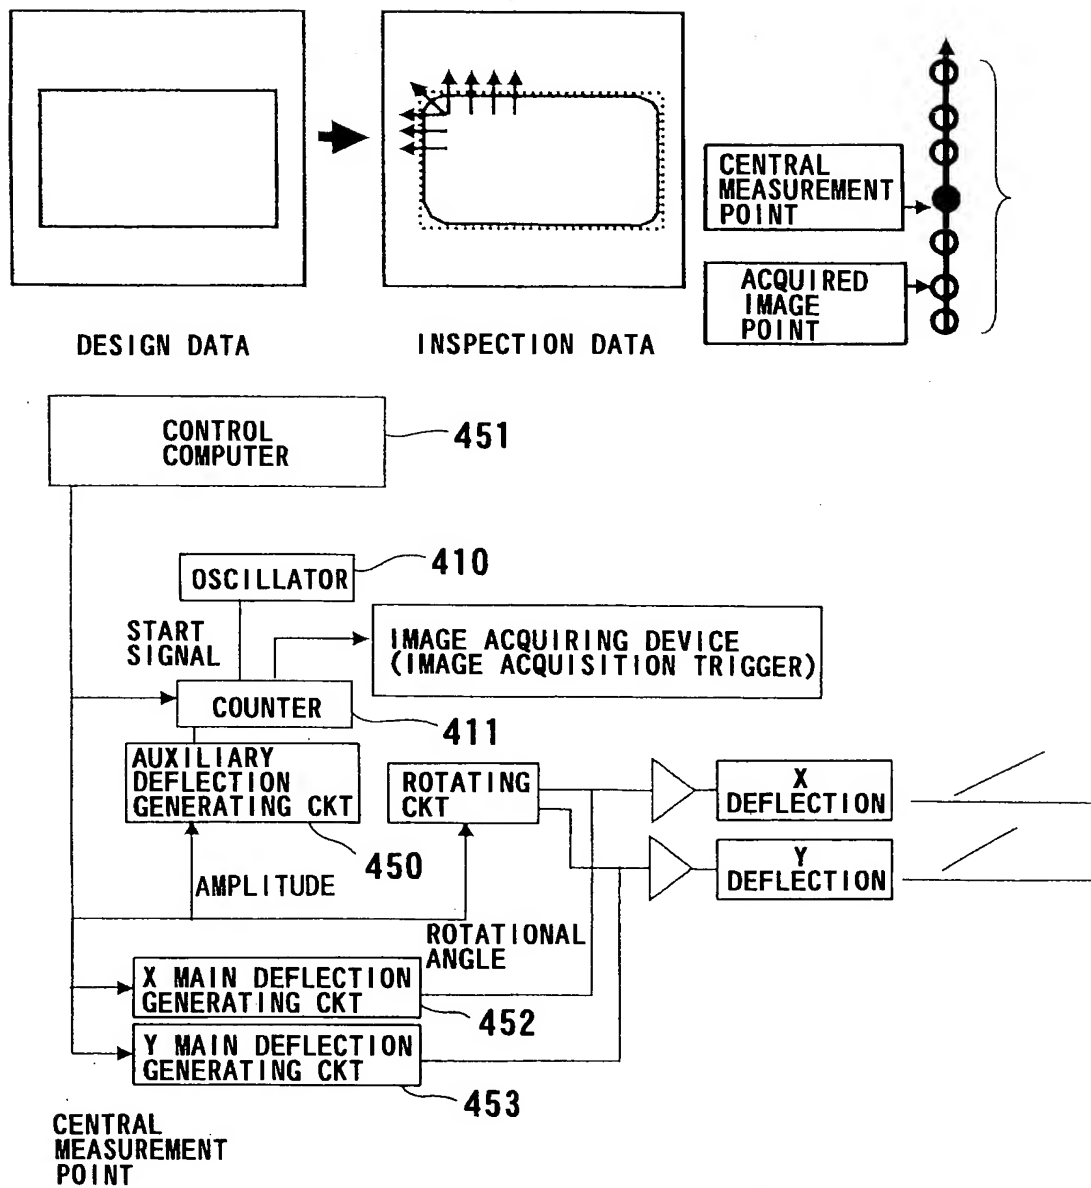 CENTRAL
MEASUREMENT
POINT
ACQUIRED
IMAGE
POINT
DESIGN DATA
INSPECTION DATA
CONTROL
COMPUTER
451
OSCILLATOR
410
START
SIGNAL
IMAGE ACQUIRING DEVICE
(IMAGE ACQUISITION TRIGGER)
COUNTER
411
AUXILIARY
DEFLECTION
GENERATING CKT
450
ROTATING
CKT
X
DEFLECTION
Y
DEFLECTION
AMPLITUDE
ROTATIONAL
ANGLE
X MAIN DEFLECTION
GENERATING CKT
452
Y MAIN DEFLECTION
GENERATING CKT
453
CENTRAL
MEASUREMENT
POINT